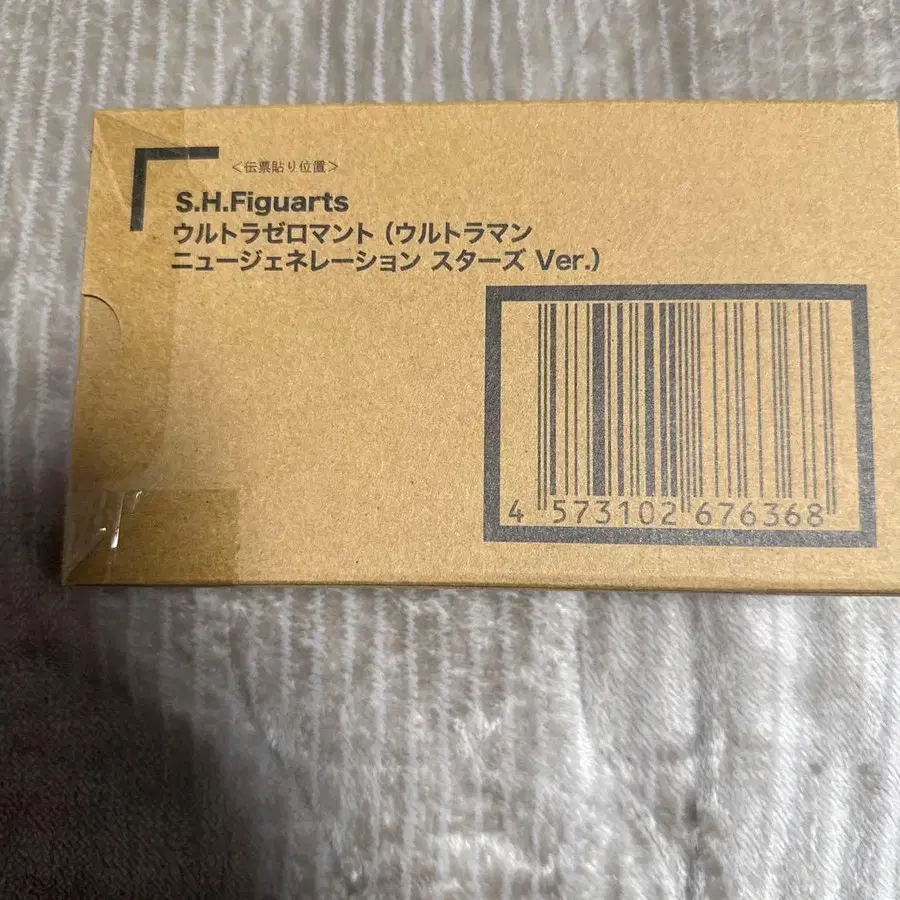 ＜伝票貼り位置＞
S.H.Figuarts
ウルトラゼロマント（ウルトラマン
ニュージェネレーション スターズ Ver.）
4 573102 676368